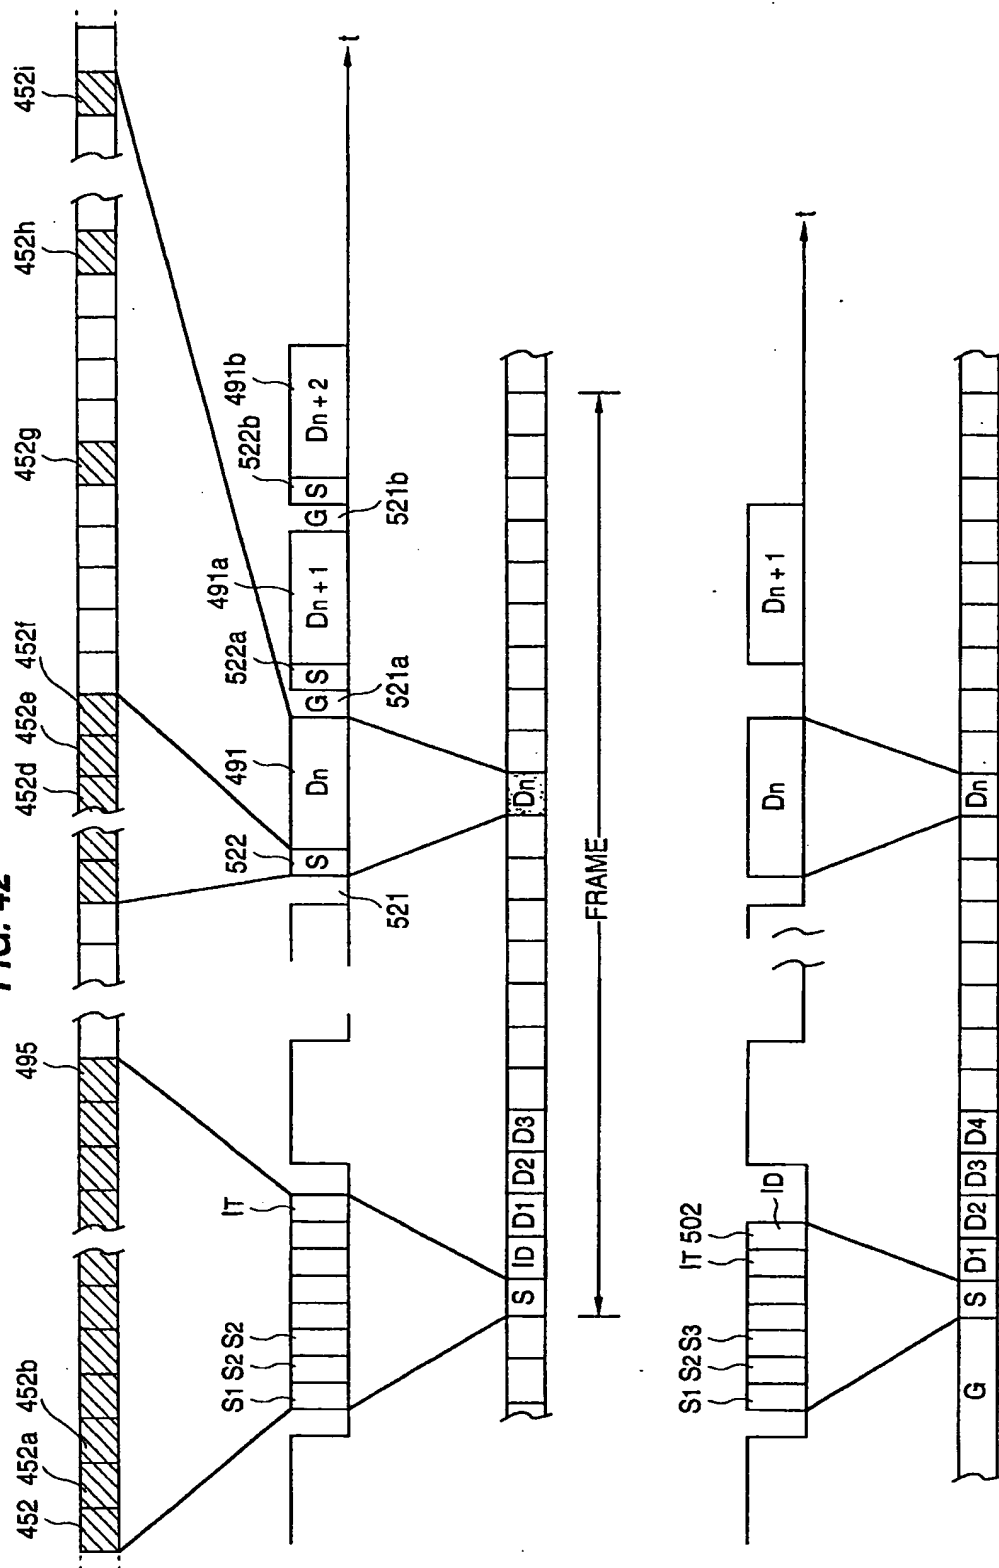 FIG. 42
452 452a 452b 495 452d 452e 452f 452g 452h 452i
S1 S2 S2 IT 522 491 522a 491a 522b 491b
S Dn G S Dn+1 G S Dn+2 t
521 521a 521b
S ID D1 D2 D3 Dn
FRAME
S1 S2 S3 IT 502
ID Dn Dn+1 t
G S D1 D2 D3 D4 Dn